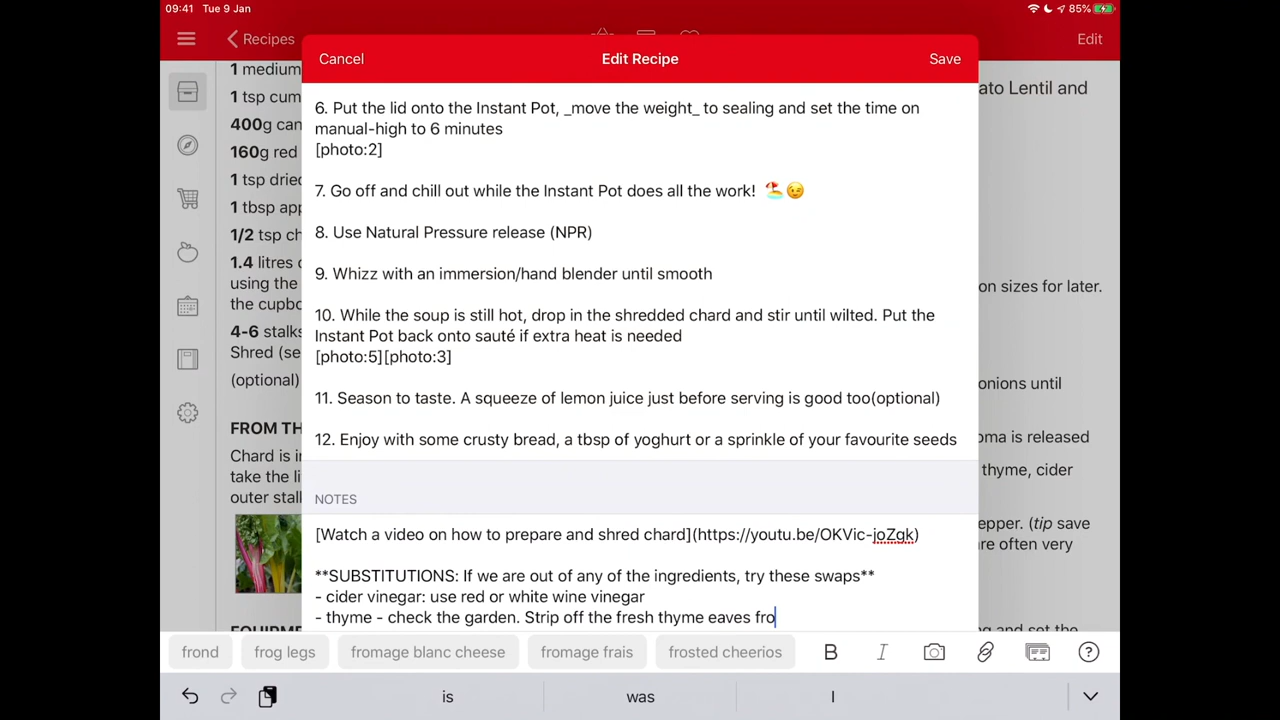 09:41 Tue 9 Jan 85%
Recipes Edit
Cancel Edit Recipe Save
1 medium
1 tsp cum
400g can
160g red
1 tsp dried
1 tbsp app
1/2 tsp ch
1.4 litres
using the
the cupbo
4-6 stalks
Shred (se
(optional)
FROM TH
Chard is i
take the li
outer stal
6. Put the lid onto the Instant Pot, _move the weight_ to sealing and set the time on
manual-high to 6 minutes
[photo:2]
7. Go off and chill out while the Instant Pot does all the work! 🏖️😉
8. Use Natural Pressure release (NPR)
9. Whizz with an immersion/hand blender until smooth
10. While the soup is still hot, drop in the shredded chard and stir until wilted. Put the
Instant Pot back onto sauté if extra heat is needed
[photo:5][photo:3]
11. Season to taste. A squeeze of lemon juice just before serving is good too(optional)
12. Enjoy with some crusty bread, a tbsp of yoghurt or a sprinkle of your favourite seeds
NOTES
[Watch a video on how to prepare and shred chard](https://youtu.be/OKVic-joZqk)
**SUBSTITUTIONS: If we are out of any of the ingredients, try these swaps**
- cider vinegar: use red or white wine vinegar
- thyme - check the garden. Strip off the fresh thyme eaves fro
ato Lentil and
on sizes for later.
onions until
ma is released
thyme, cider
epper. (tip save
re often very
frond frog legs fromage blanc cheese fromage frais frosted cheerios B I
is was I